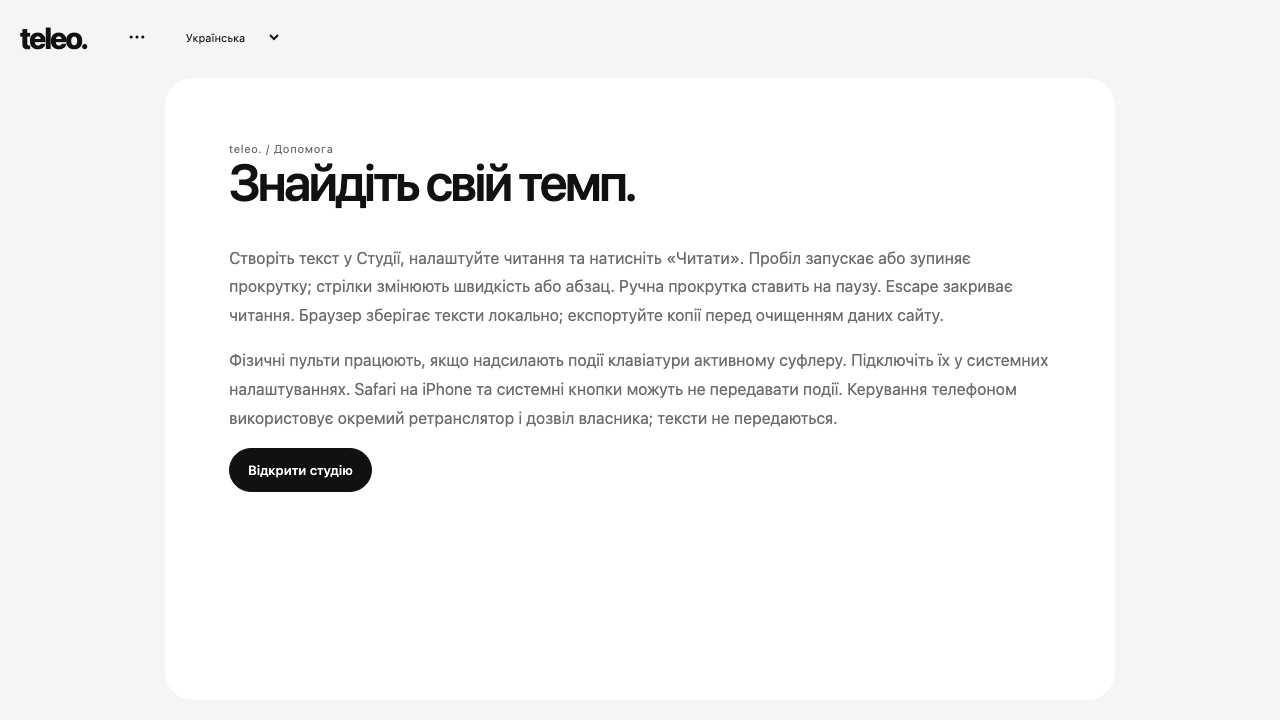 teleo.
Українська
teleo. / Допомога
Знайдіть свій темп.
Створіть текст у Студії, налаштуйте читання та натисніть «Читати». Пробіл запускає або зупиняє
прокрутку; стрілки змінюють швидкість або абзац. Ручна прокрутка ставить на паузу. Escape закриває
читання. Браузер зберігає тексти локально; експортуйте копії перед очищенням даних сайту.
Фізичні пульти працюють, якщо надсилають події клавіатури активному суфлеру. Підключіть їх у системних
налаштуваннях. Safari на iPhone та системні кнопки можуть не передавати події. Керування телефоном
використовує окремий ретранслятор і дозвіл власника; тексти не передаються.
Відкрити студію